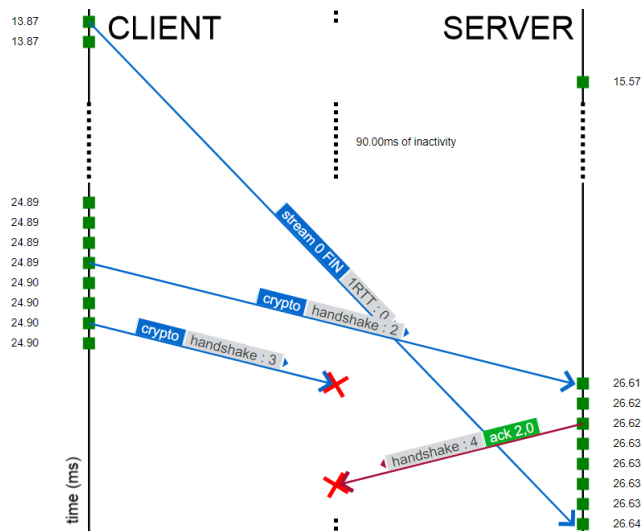 CLIENT
SERVER
13.87
13.87
15.57
90.00ms of inactivity
24.89
24.89
24.89
24.89
24.90
24.90
24.90
24.90
stream 0 FIN 1RTT : 0
crypto handshake : 2
crypto handshake : 3
ack 2,0 handshake : 4
26.61
26.62
26.62
26.63
26.63
26.63
26.63
26.64
time (ms)